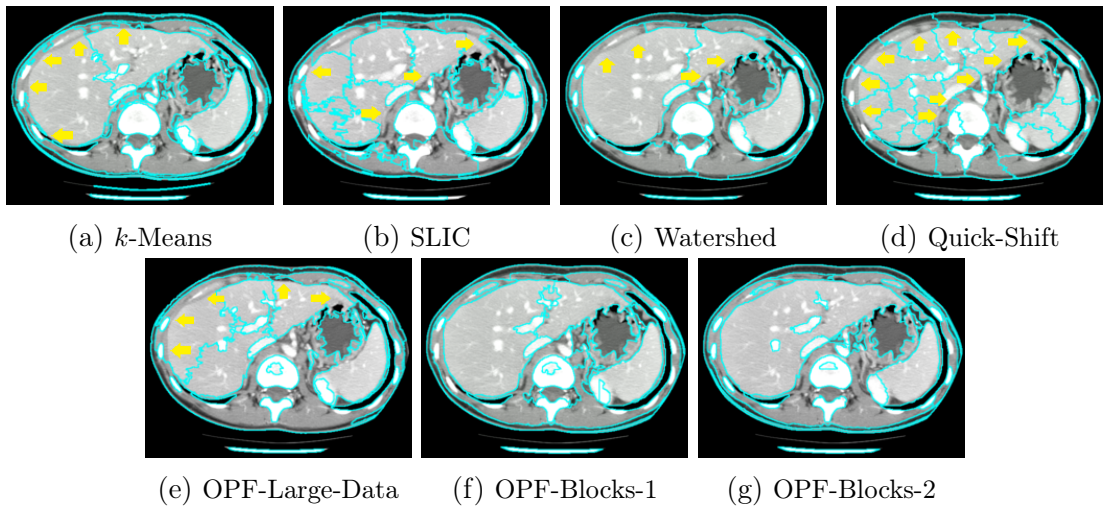 (a) k-Means (b) SLIC (c) Watershed (d) Quick-Shift
(e) OPF-Large-Data (f) OPF-Blocks-1 (g) OPF-Blocks-2